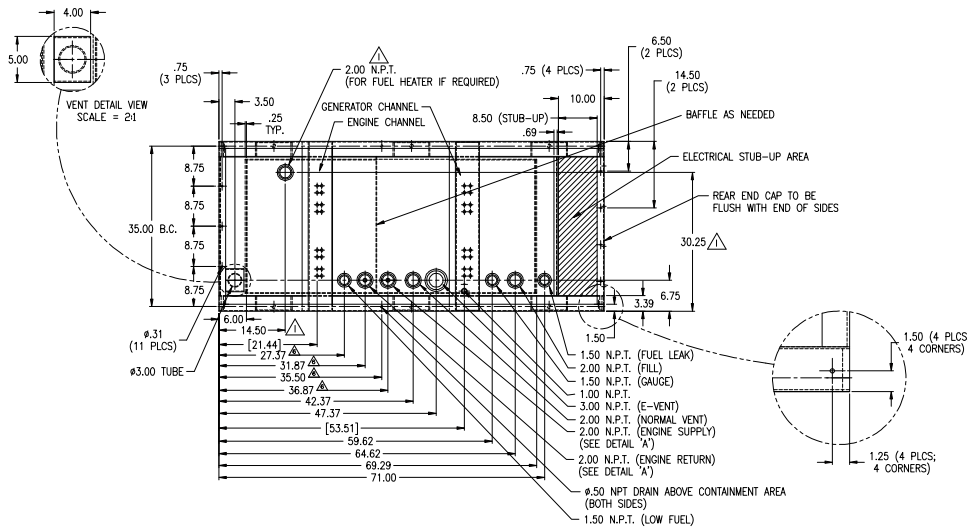 4.00
5.00
VENT DETAIL VIEW
SCALE = 2:1
.75
(3 PLCS)
3.50
.25
TYP.
1
2.00 N.P.T.
(FOR FUEL HEATER IF REQUIRED)
GENERATOR CHANNEL
ENGINE CHANNEL
8.50 (STUB-UP)
.69
10.00
.75 (4 PLCS)
6.50
(2 PLCS)
14.50
(2 PLCS)
BAFFLE AS NEEDED
ELECTRICAL STUB-UP AREA
REAR END CAP TO BE
FLUSH WITH END OF SIDES
35.00 B.C.
8.75
8.75
8.75
8.75
30.25 1
6.75
3.39
1.50
ø.31
(11 PLCS)
ø3.00 TUBE
6.00
14.50 1
[21.44]
27.37 6
31.87 6
35.50 6
36.87 6
42.37
47.37
[53.51]
59.62
64.62
69.29
71.00
1.50 N.P.T. (FUEL LEAK)
2.00 N.P.T. (FILL)
1.50 N.P.T. (GAUGE)
1.00 N.P.T.
3.00 N.P.T. (E-VENT)
2.00 N.P.T. (NORMAL VENT)
2.00 N.P.T. (ENGINE SUPPLY)
(SEE DETAIL 'A')
2.00 N.P.T. (ENGINE RETURN)
(SEE DETAIL 'A')
ø.50 NPT DRAIN ABOVE CONTAINMENT AREA
(BOTH SIDES)
1.50 N.P.T. (LOW FUEL)
1.50 (4 PLCS
4 CORNERS)
1.25 (4 PLCS;
4 CORNERS)